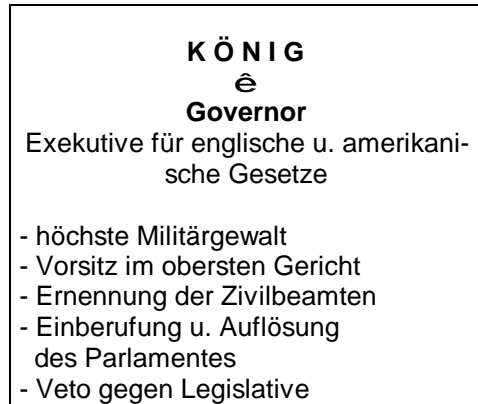 K Ö N I G
ê
Governor
Exekutive für englische u. amerikani-
sche Gesetze
- höchste Militärgewalt
- Vorsitz im obersten Gericht
- Ernennung der Zivilbeamten
- Einberufung u. Auflösung
des Parlamentes
- Veto gegen Legislative